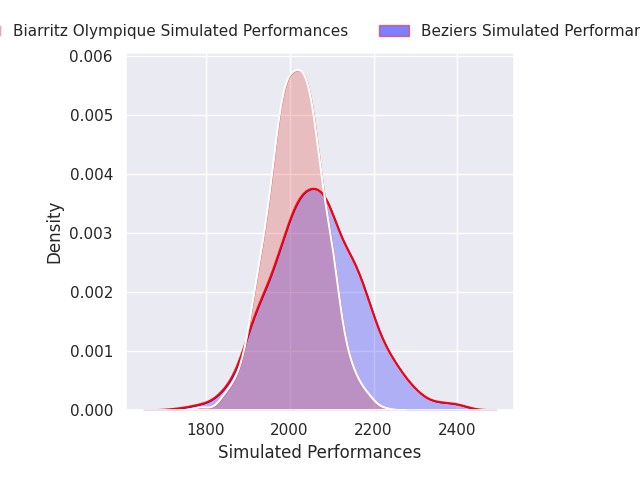 Biarritz Olympique Simulated Performances Beziers Simulated
0.006
0.005
0.004
0.003
0.002
0.001
0.000
Density
1800 2000 2200 2400
Simulated Performances